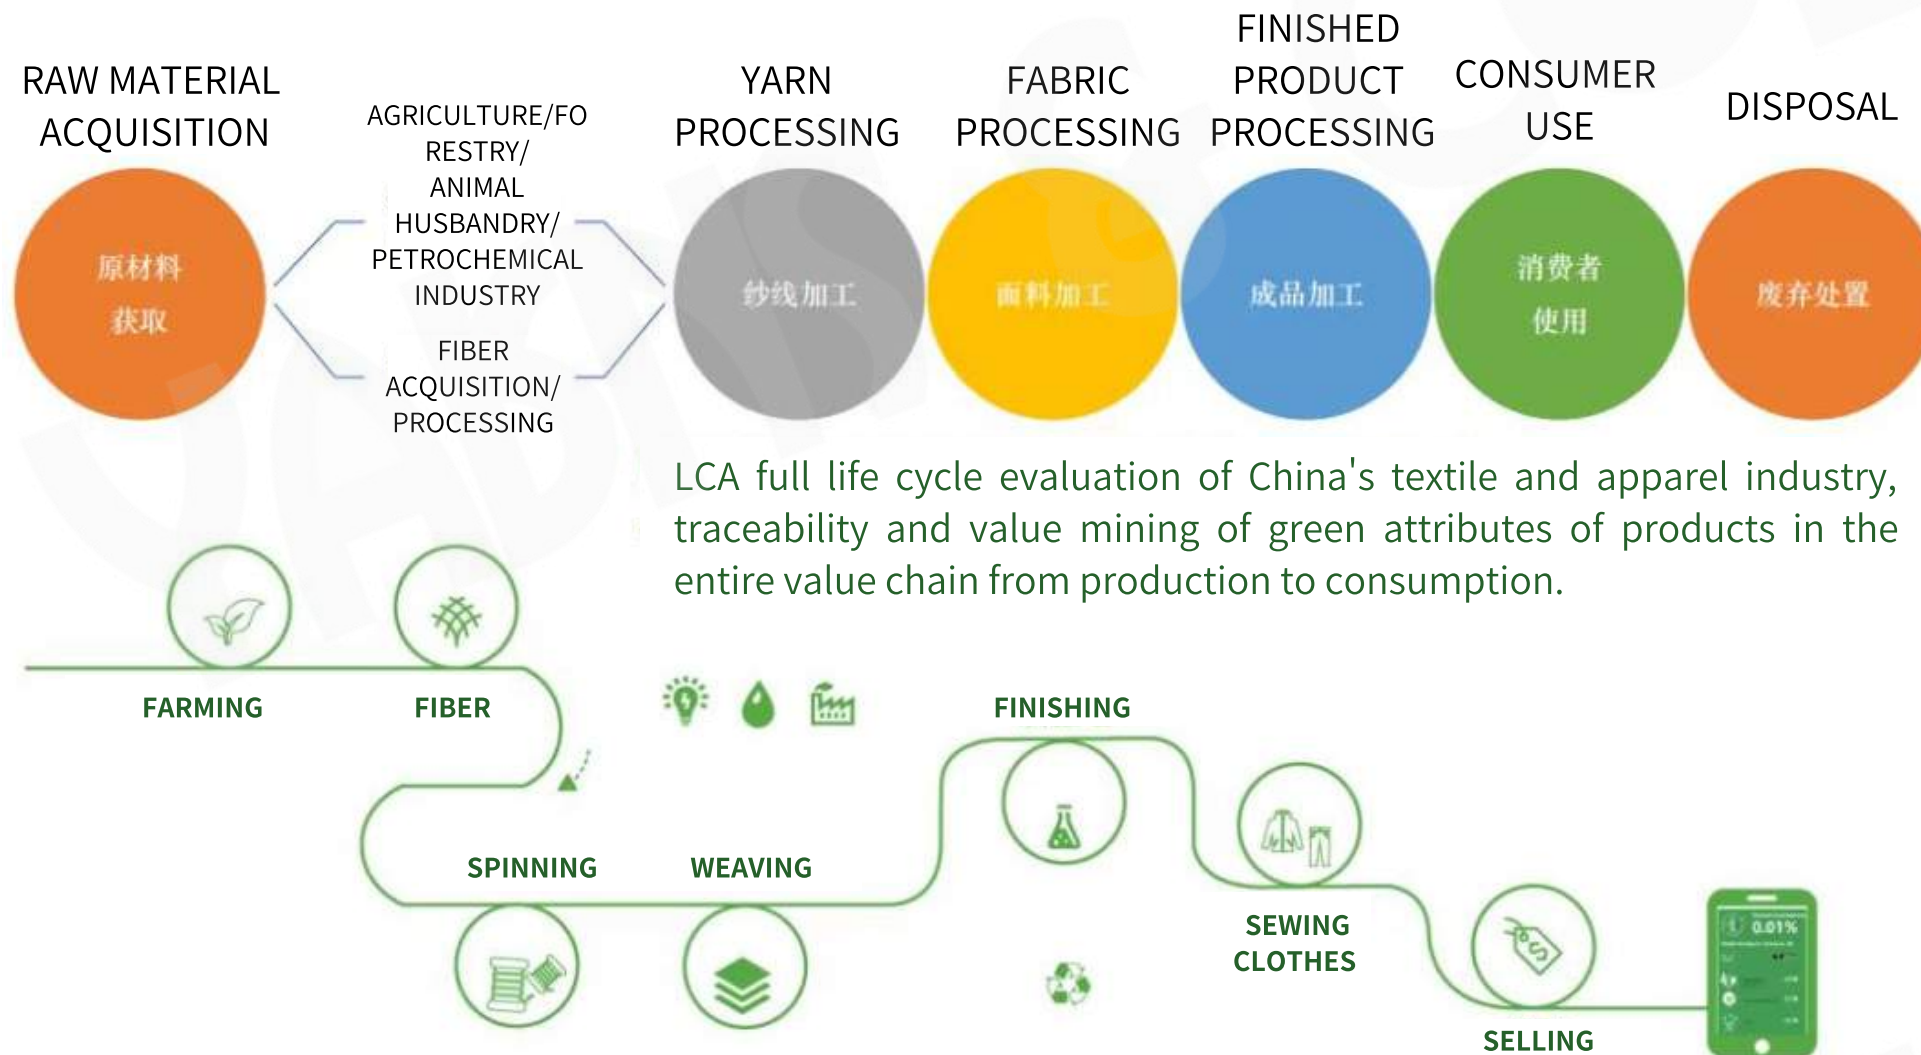 RAW MATERIAL
ACQUISITION
AGRICULTURE/FO
RESTRY/
ANIMAL
HUSBANDRY/
PETROCHEMICAL
INDUSTRY
FIBER
ACQUISITION/
PROCESSING
YARN
PROCESSING
FABRIC
PROCESSING
FINISHED
PRODUCT
PROCESSING
CONSUMER
USE
DISPOSAL
原材料
获取
纱线加工
面料加工
成品加工
消费者
使用
废弃处置
LCA full life cycle evaluation of China's textile and apparel industry,
traceability and value mining of green attributes of products in the
entire value chain from production to consumption.
FARMING
FIBER
SPINNING
WEAVING
FINISHING
SEWING
CLOTHES
SELLING
0.01%